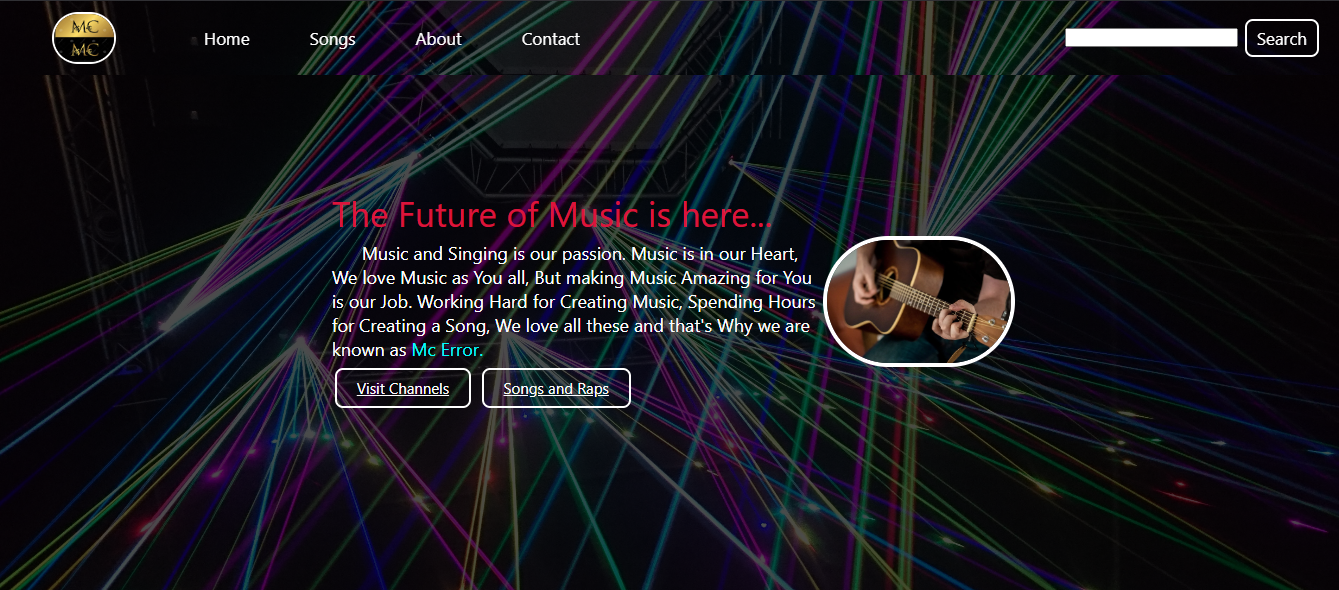 MC
MC
Home Songs About Contact Search
The Future of Music is here...
Music and Singing is our passion. Music is in our Heart,
We love Music as You all, But making Music Amazing for You
is our Job. Working Hard for Creating Music, Spending Hours
for Creating a Song, We love all these and that's Why we are
known as Mc Error.
Visit Channels Songs and Raps